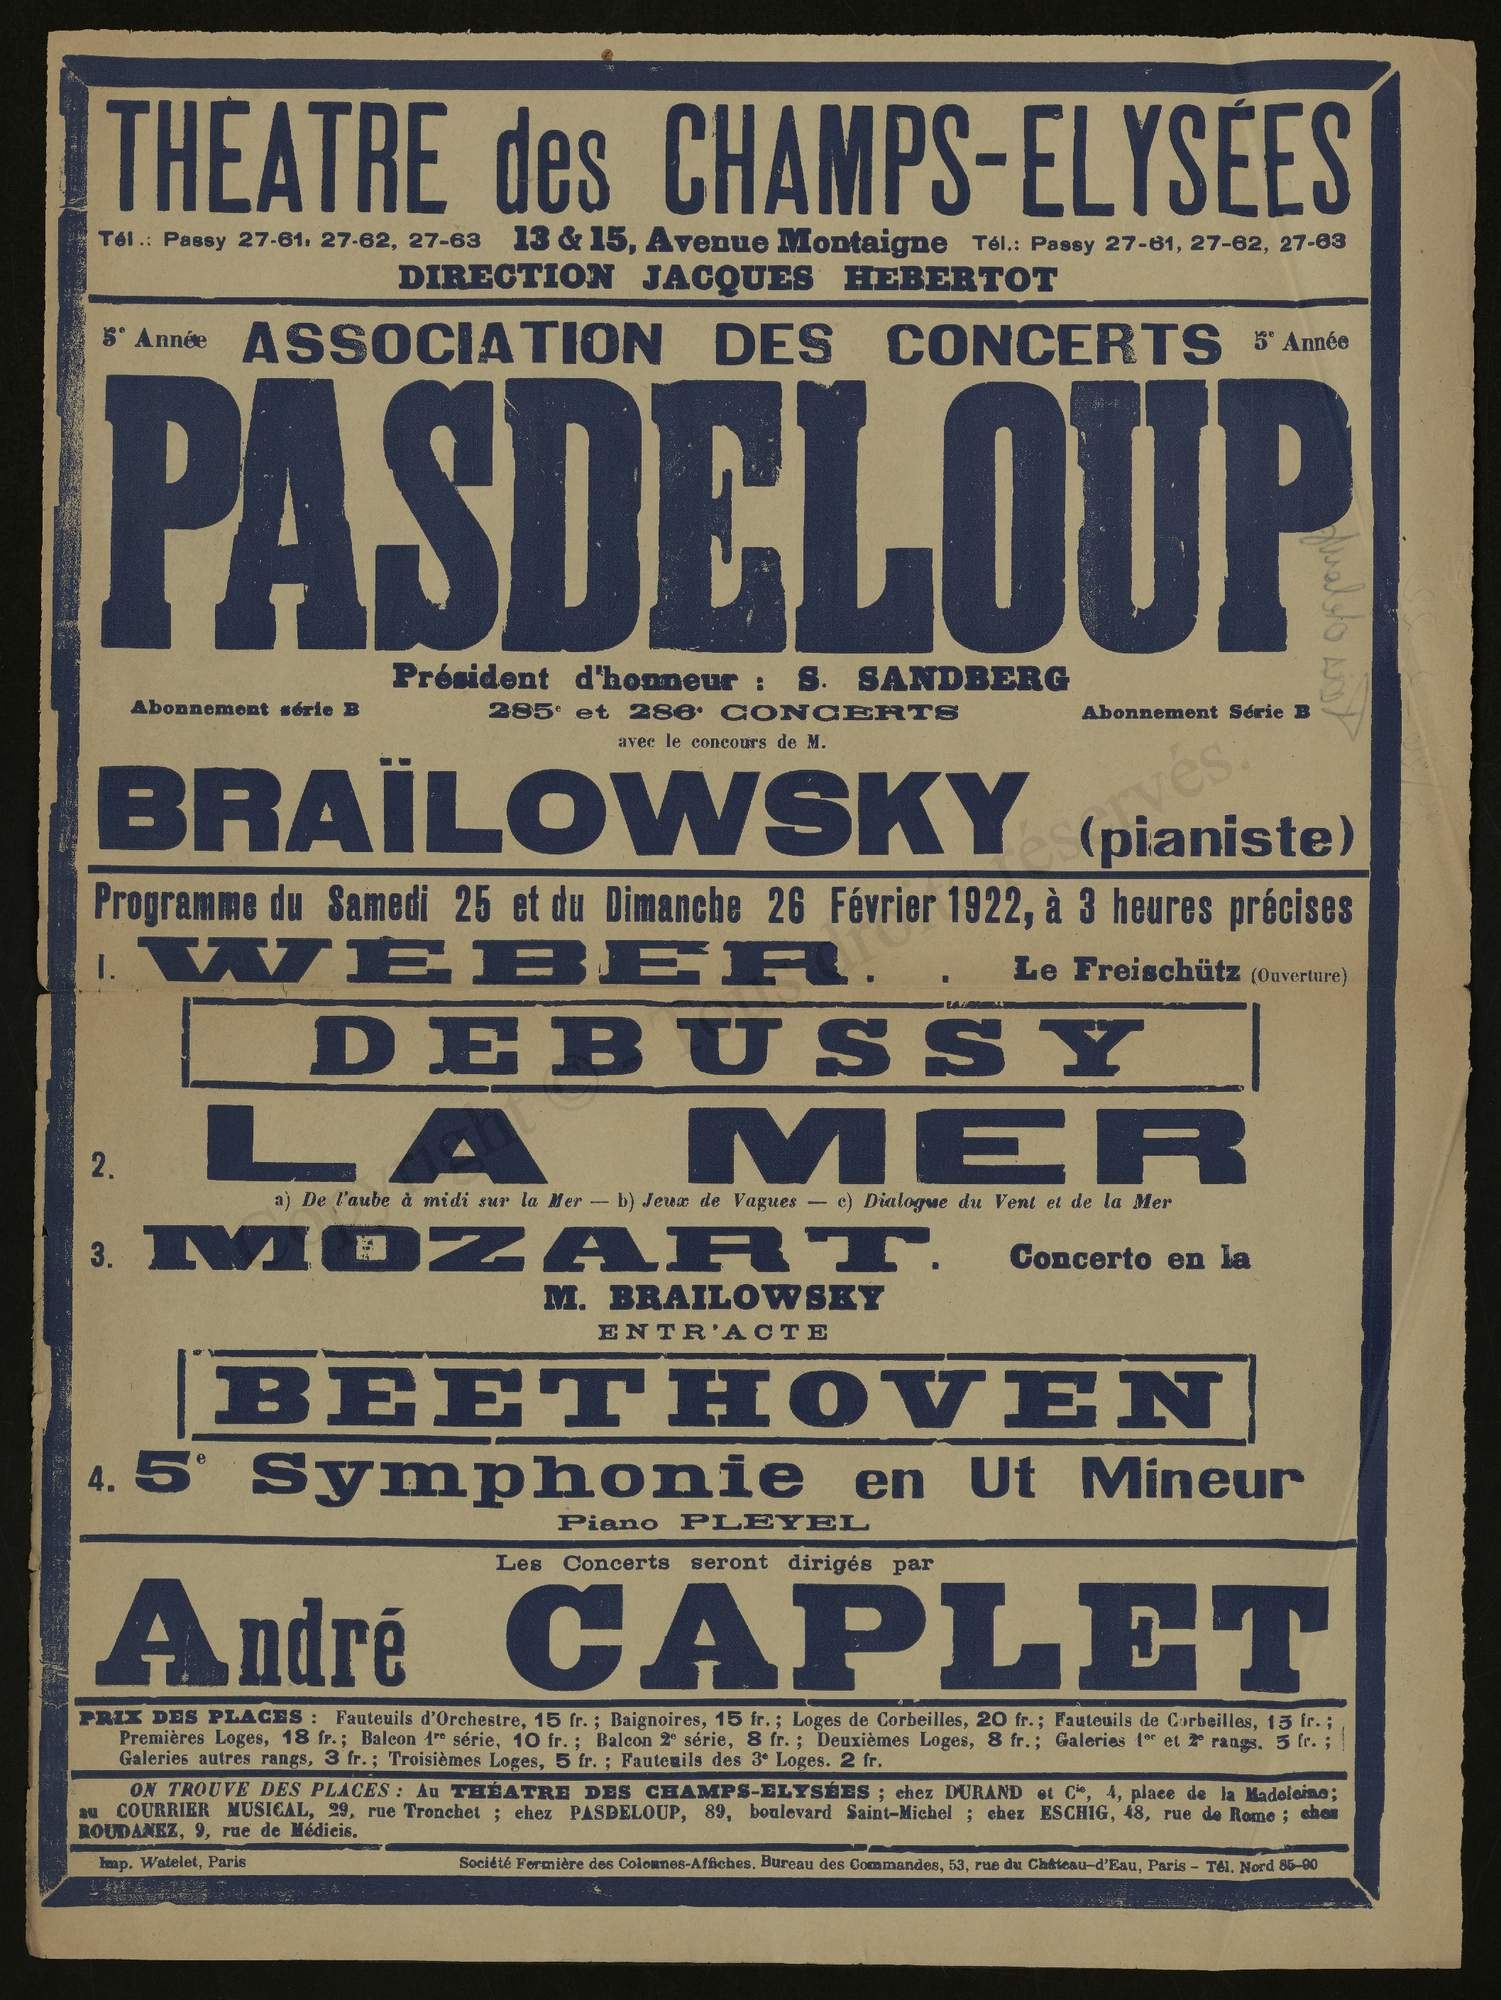 THEATRE des CHAMPS-ELYSÉES
Tél.: Passy 27-61, 27-62, 27-63 13 & 15, Avenue Montaigne Tél.: Passy 27-61, 27-62, 27-63
DIRECTION JACQUES HEBERTOT
5e Année ASSOCIATION DES CONCERTS 5e Année
PASDELOUP
Président d'honneur : S. SANDBERG
Abonnement série B 285e et 286e CONCERTS Abonnement Série B
avec le concours de M.
BRAÏLOWSKY (pianiste)
Programme du Samedi 25 et du Dimanche 26 Février 1922, à 3 heures précises
1. WEBER. . Le Freischütz (Ouverture)
DEBUSSY
2. LA MER
a) De l'aube à midi sur la Mer — b) Jeux de Vagues — c) Dialogue du Vent et de la Mer
3. MOZART. Concerto en la
M. BRAILOWSKY
ENTR'ACTE
BEETHOVEN
4. 5e Symphonie en Ut Mineur
Piano PLEYEL
Les Concerts seront dirigés par
André CAPLET
PRIX DES PLACES : Fauteuils d'Orchestre, 15 fr. ; Baignoires, 15 fr. ; Loges de Corbeilles, 20 fr. ; Fauteuils de Corbeilles, 15 fr. ;
Premières Loges, 18 fr. ; Balcon 1re série, 10 fr. ; Balcon 2e série, 8 fr. ; Deuxièmes Loges, 8 fr. ; Galeries 1er et 2e rangs. 5 fr. ;
Galeries autres rangs, 3 fr. ; Troisièmes Loges, 5 fr. ; Fauteuils des 3e Loges. 2 fr.
ON TROUVE DES PLACES : Au THÉATRE DES CHAMPS-ELYSÉES ; chez DURAND et Cie, 4, place de la Madeleine ;
au COURRIER MUSICAL, 29, rue Tronchet ; chez PASDELOUP, 89, boulevard Saint-Michel ; chez ESCHIG, 48, rue de Rome ; chez
ROUDANEZ, 9, rue de Médicis.
Imp. Watelet, Paris Société Fermière des Colonnes-Affiches. Bureau des Commandes, 53, rue du Château-d'Eau, Paris - Tél. Nord 85-90
Copyright © - Tous droits réservés.